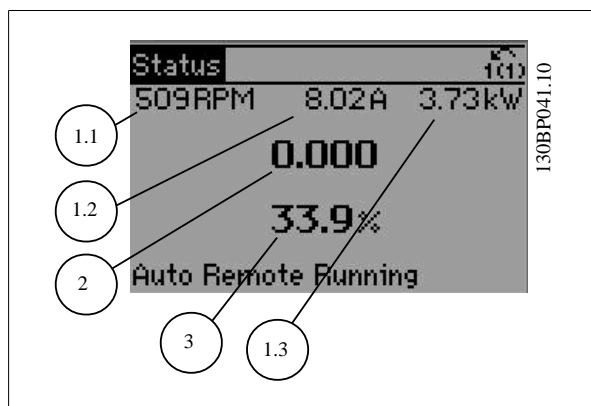 Status
1(1)
509RPM 8.02A 3.73kW
0.000
33.9%
Auto Remote Running
1.1
1.2
2
3
1.3
130BP041.10